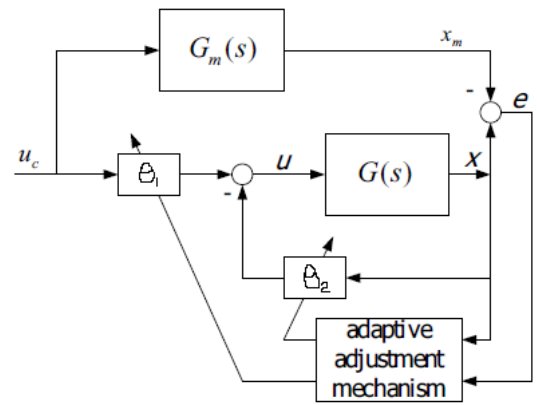 G_m(s)
x_m
-
e
u_c
θ_1
-
u
G(s)
x
θ_2
adaptive
adjustment
mechanism